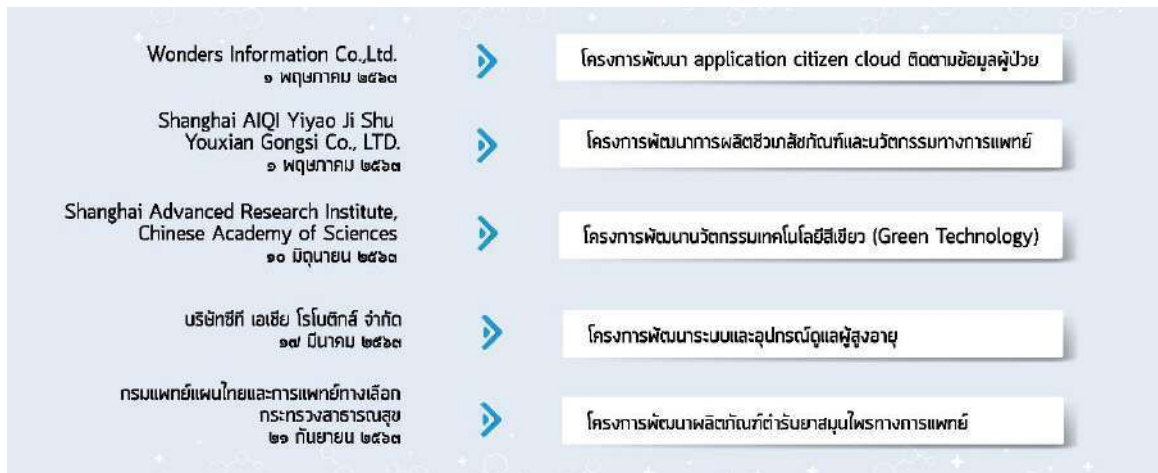 Wonders Information Co.,Ltd.
๑ พฤษภาคม ๒๕๖๓
โครงการพัฒนา application citizen cloud ติดตามข้อมูลผู้ป่วย
Shanghai AIQI Yiyao Ji Shu
Youxian Gongsi Co., LTD.
๑ พฤษภาคม ๒๕๖๓
โครงการพัฒนาการผลิตชีวเภสัชภัณฑ์และนวัตกรรมทางการแพทย์
Shanghai Advanced Research Institute,
Chinese Academy of Sciences
๑๐ มิถุนายน ๒๕๖๓
โครงการพัฒนานวัตกรรมเทคโนโลยีสีเขียว (Green Technology)
บริษัทซีที เอเชีย โรโบติกส์ จำกัด
๑๗ มีนาคม ๒๕๖๓
โครงการพัฒนาระบบและอุปกรณ์ดูแลผู้สูงอายุ
กรมแพทย์แผนไทยและการแพทย์ทางเลือก
กระทรวงสาธารณสุข
๒๑ กันยายน ๒๕๖๓
โครงการพัฒนาผลิตภัณฑ์ตำรับยาสมุนไพรทางการแพทย์